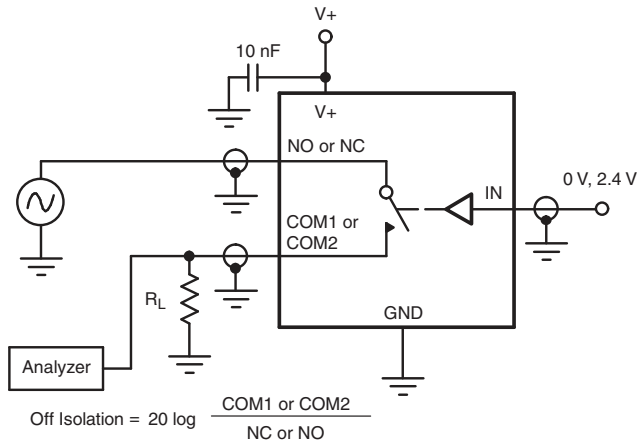 V+
10 nF
V+
NO or NC
0 V, 2.4 V
IN
COM1 or
COM2
R_L
GND
Analyzer
Off Isolation = 20 log COM1 or COM2
NC or NO